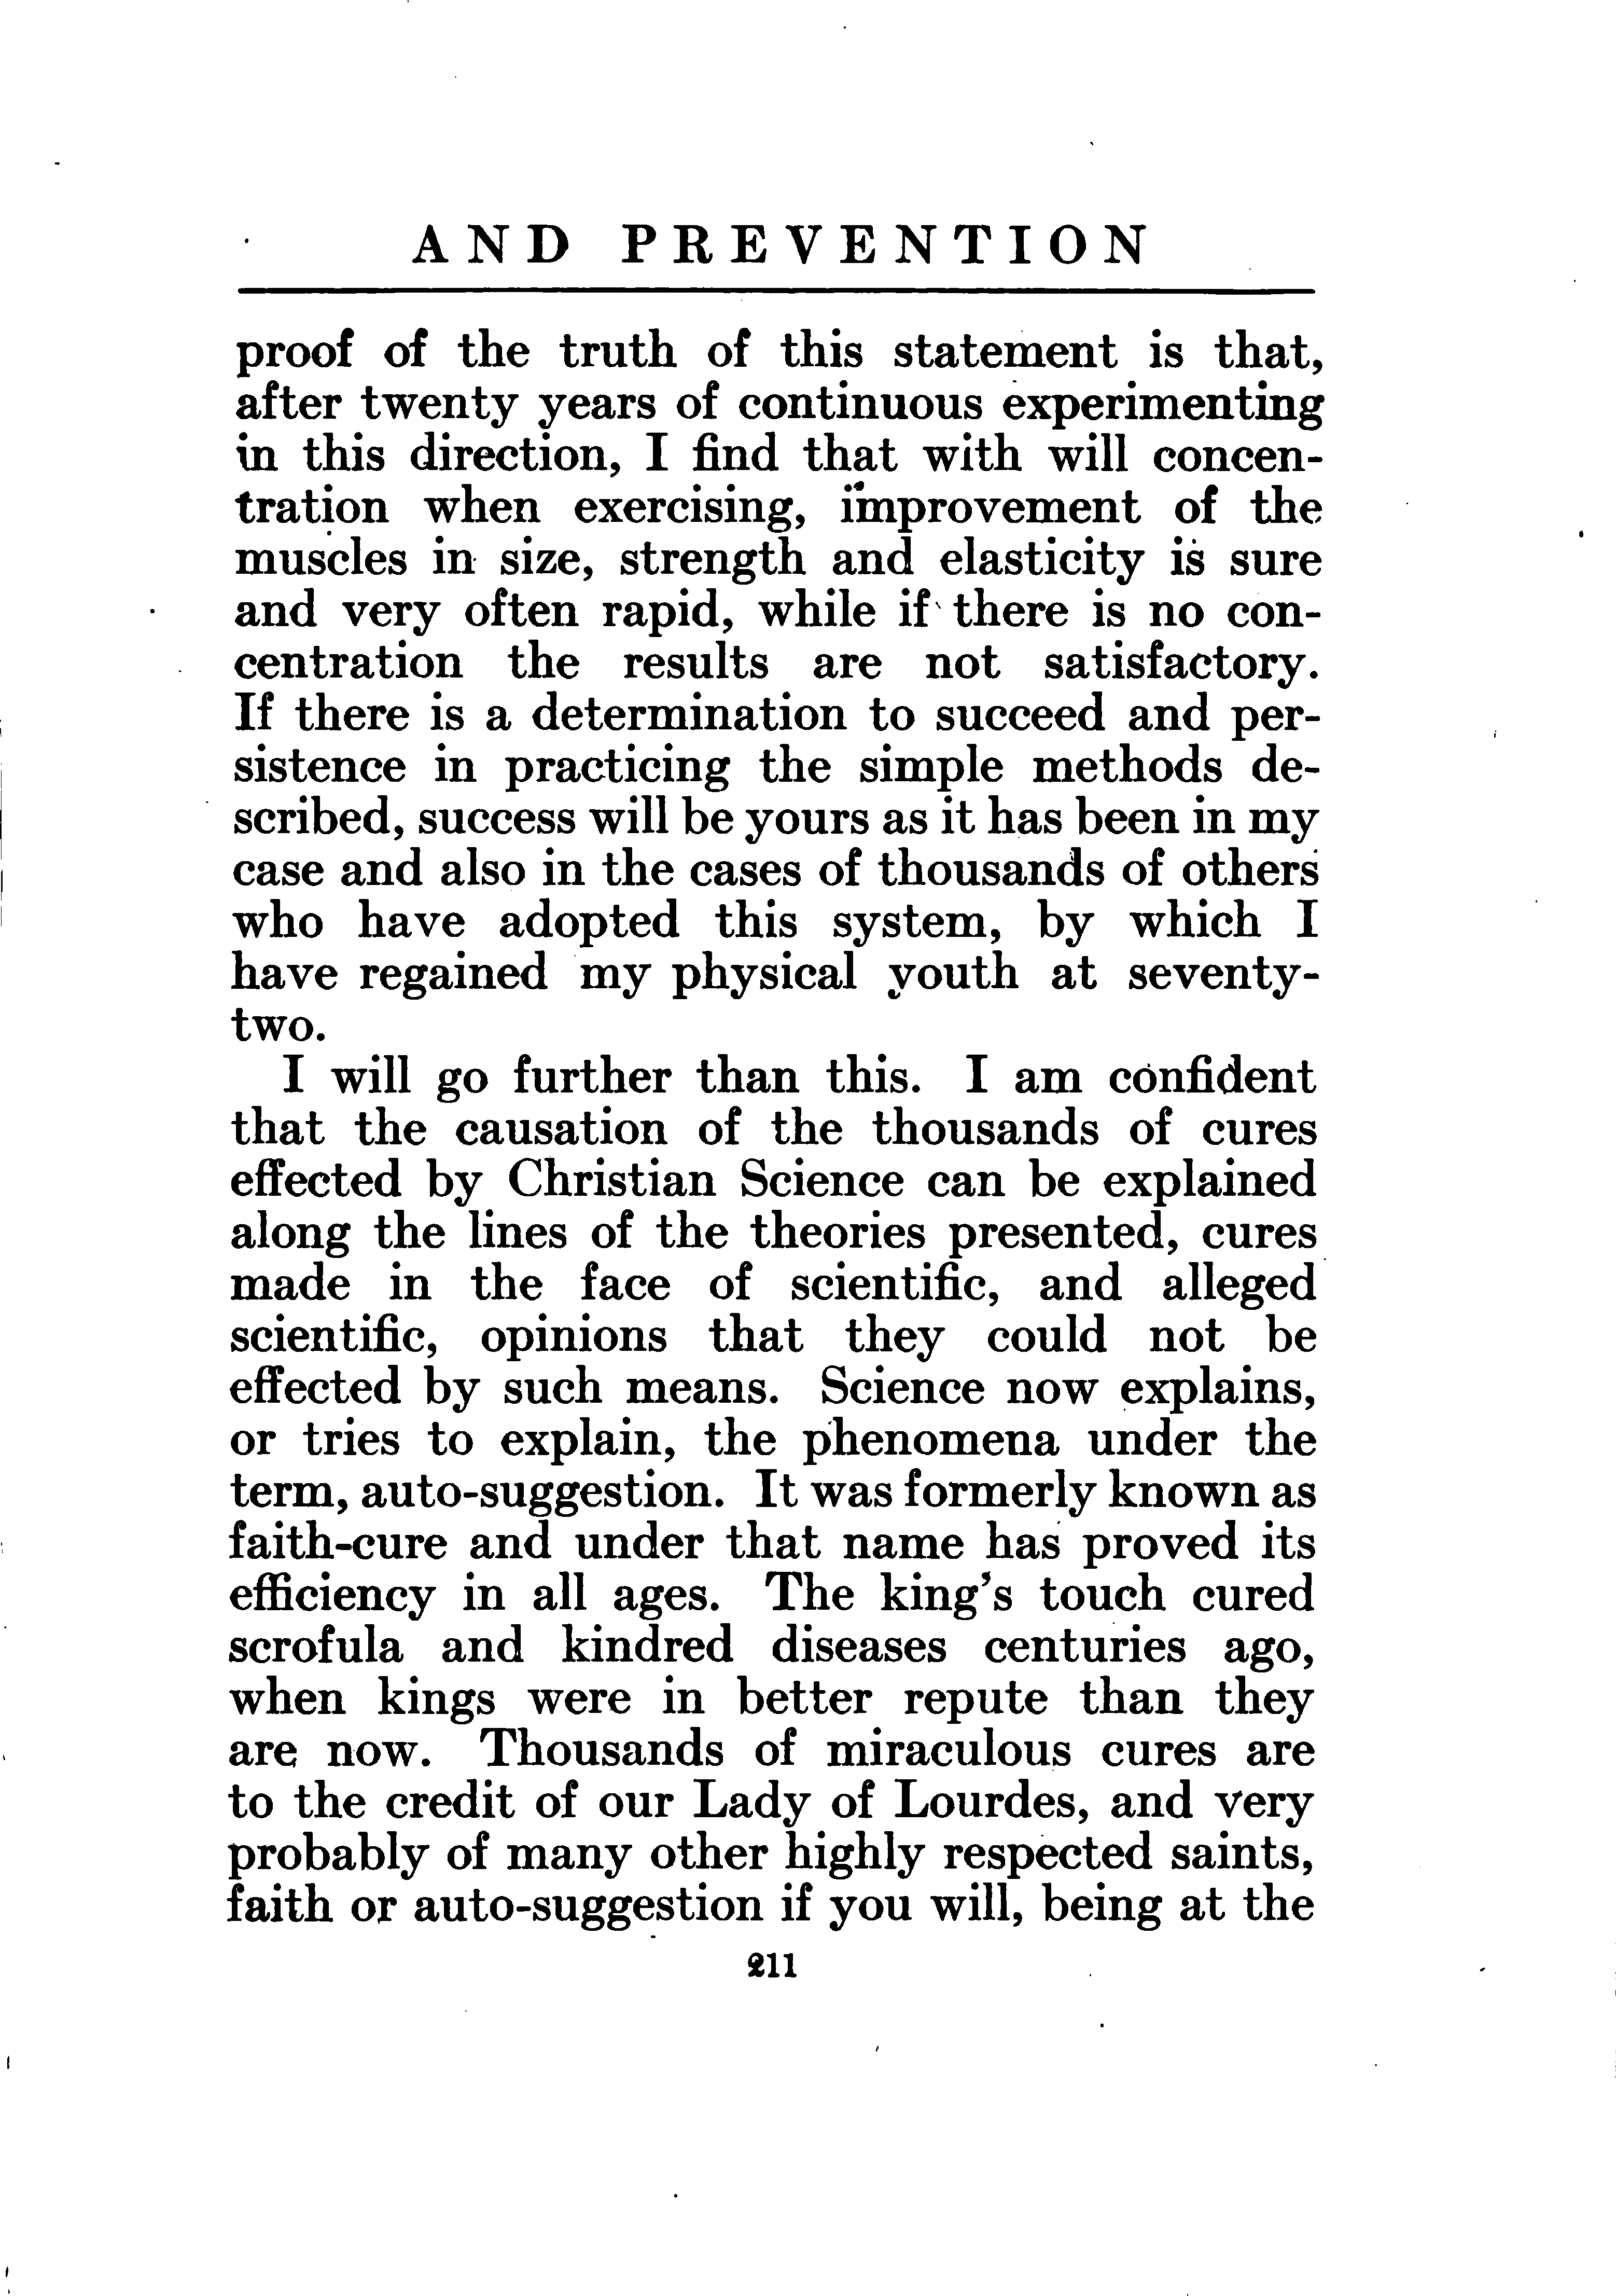 AND PREVENTION
proof of the truth of this statement is that,
after twenty years of continuous experimenting
in this direction, I find that with will concen-
tration when exercising, improvement of the
muscles in size, strength and elasticity is sure
and very often rapid, while if there is no con-
centration the results are not satisfactory.
If there is a determination to succeed and per-
sistence in practicing the simple methods de-
scribed, success will be yours as it has been in my
case and also in the cases of thousands of others
who have adopted this system, by which I
have regained my physical youth at seventy-
two.
I will go further than this. I am confident
that the causation of the thousands of cures
effected by Christian Science can be explained
along the lines of the theories presented, cures
made in the face of scientific, and alleged
scientific, opinions that they could not be
effected by such means. Science now explains,
or tries to explain, the phenomena under the
term, auto-suggestion. It was formerly known as
faith-cure and under that name has proved its
efficiency in all ages. The king's touch cured
scrofula and kindred diseases centuries ago,
when kings were in better repute than they
are now. Thousands of miraculous cures are
to the credit of our Lady of Lourdes, and very
probably of many other highly respected saints,
faith or auto-suggestion if you will, being at the
211